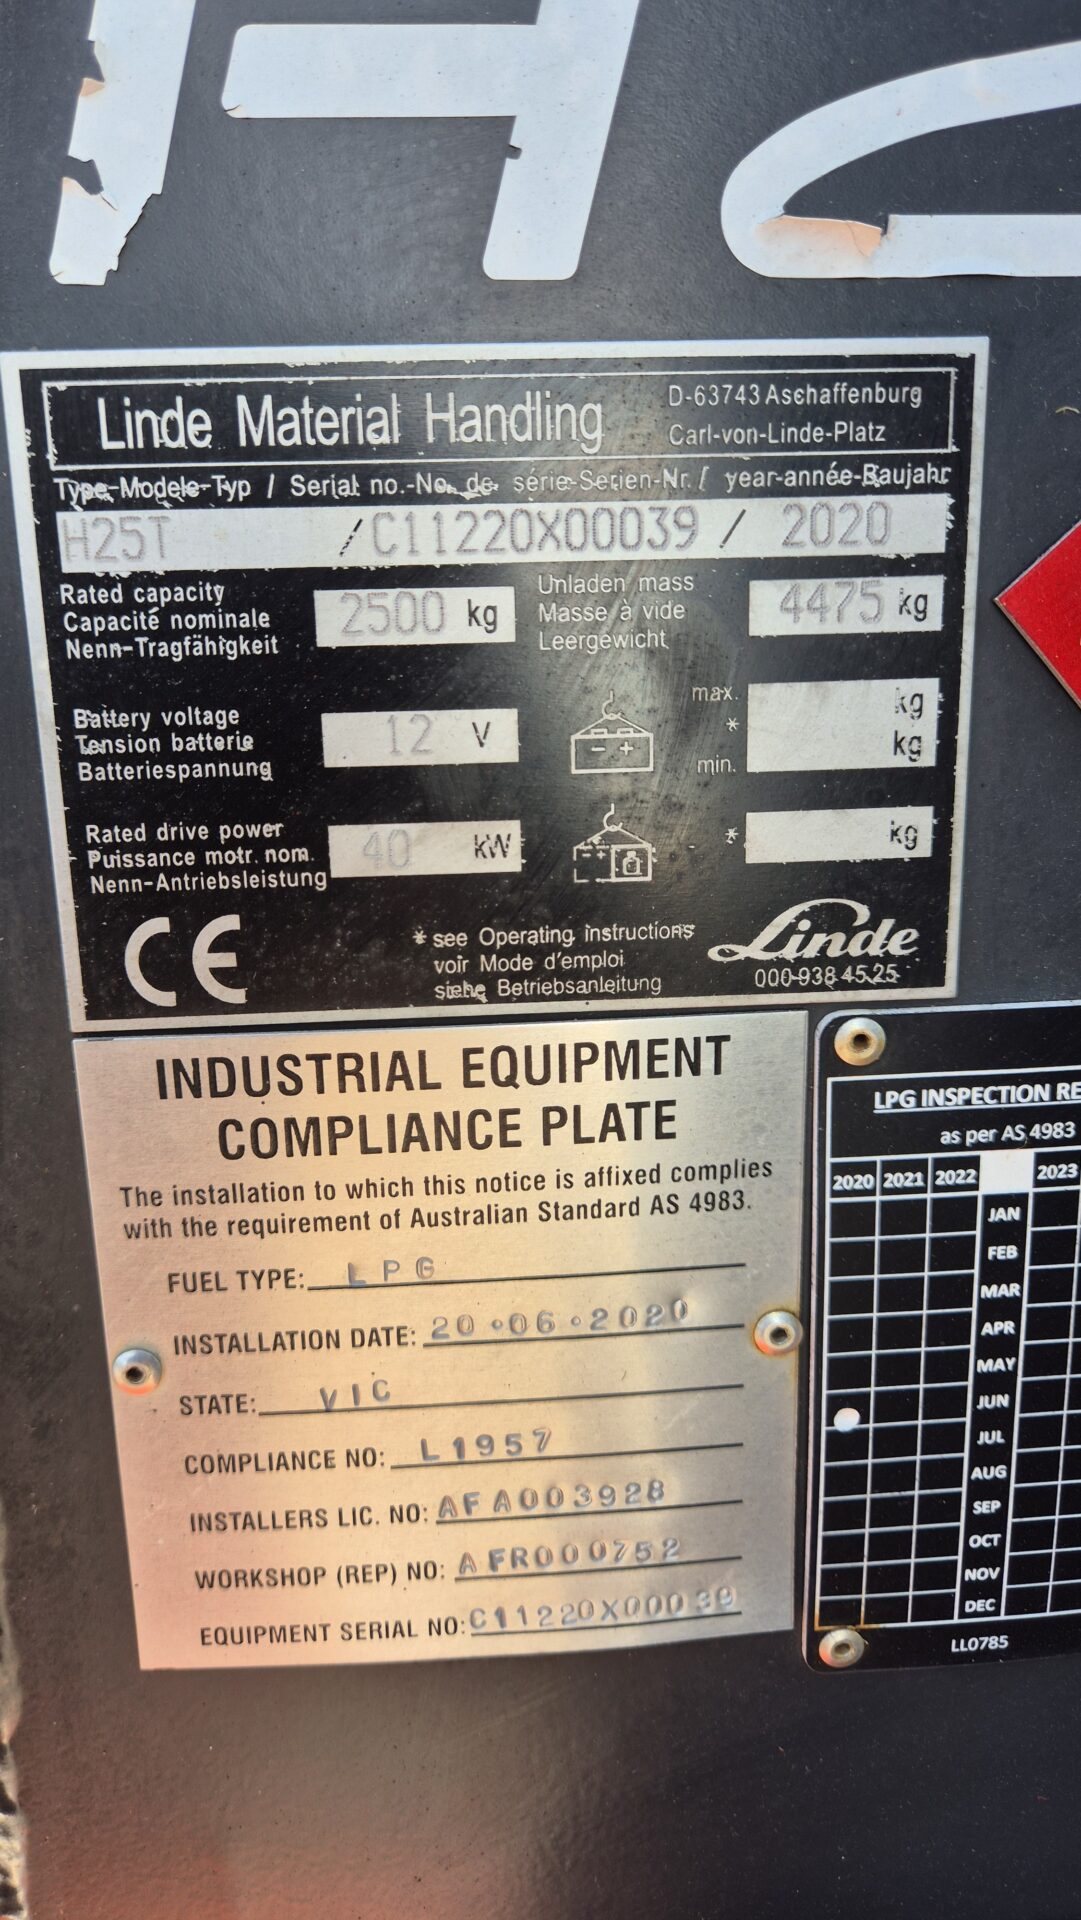 H2
Linde Material Handling
D-63743 Aschaffenburg
Carl-von-Linde-Platz
Type-Modele-Typ / Serial no.-No. de série-Serien-Nr. / year-année-Baujahr
H25T / C11220X00039 / 2020
Rated capacity
Capacité nominale
Nenn-Tragfähigkeit
2500 kg
Unladen mass
Masse à vide
Leergewicht
4475 kg
Battery voltage
Tension batterie
Batteriespannung
12 V
- +
max.
*
min.
kg
kg
Rated drive power
Puissance motr. nom.
Nenn-Antriebsleistung
40 kW
- +
*
kg
CE
* see Operating instructions
voir Mode d'emploi
siehe Betriebsanleitung
Linde
000-938 45 25
INDUSTRIAL EQUIPMENT
COMPLIANCE PLATE
The installation to which this notice is affixed complies
with the requirement of Australian Standard AS 4983.
FUEL TYPE: LPG
INSTALLATION DATE: 20.06.2020
STATE: VIC
COMPLIANCE NO: L1957
INSTALLERS LIC. NO: AFA003928
WORKSHOP (REP) NO: AFR000752
EQUIPMENT SERIAL NO: C11220X00039
LPG INSPECTION RE
as per AS 4983
2020 2021 2022 2023
JAN
FEB
MAR
APR
MAY
JUN
JUL
AUG
SEP
OCT
NOV
DEC
LL0785